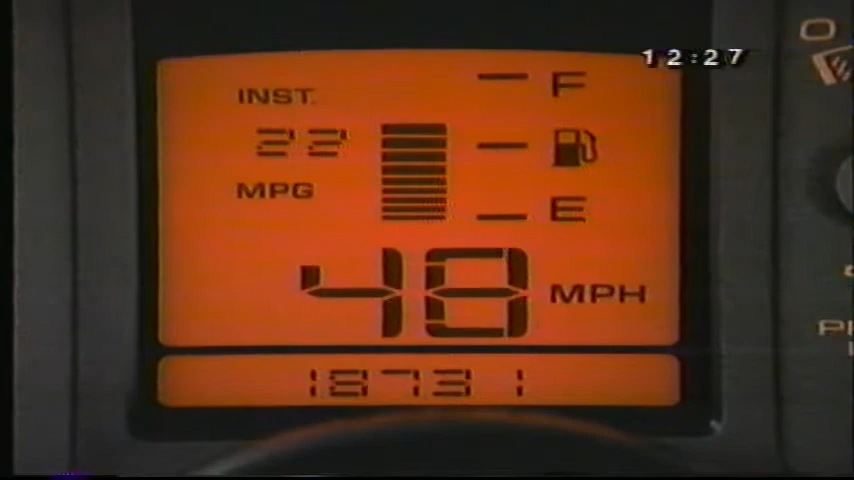 12:27
INST.
F
22
MPG
E
48 MPH
18731